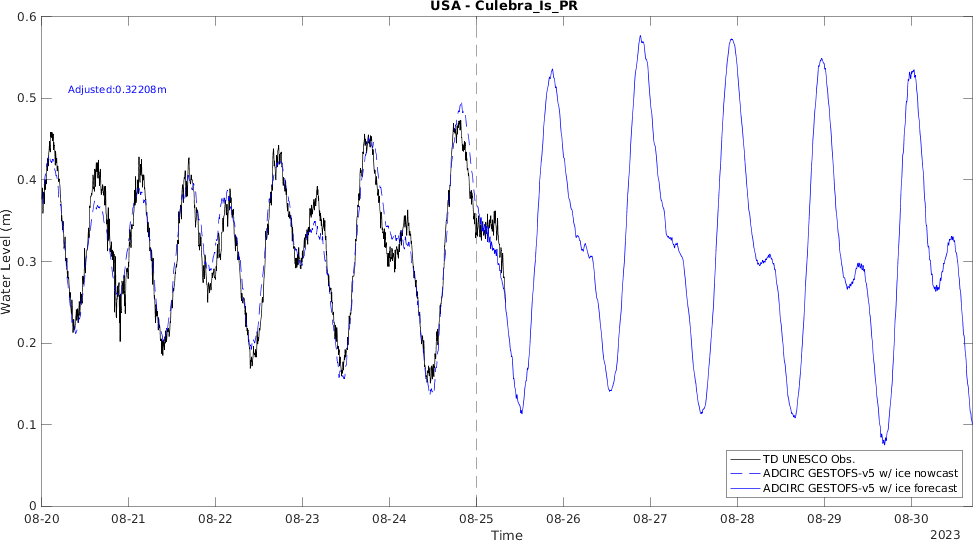 USA - Culebra_Is_PR
0.6
0.5
0.4
0.3
0.2
0.1
0
Water Level (m)
Adjusted:0.32208m
TD UNESCO Obs.
ADCIRC GESTOFS-v5 w/ ice nowcast
ADCIRC GESTOFS-v5 w/ ice forecast
08-20 08-21 08-22 08-23 08-24 08-25 08-26 08-27 08-28 08-29 08-30
Time
2023